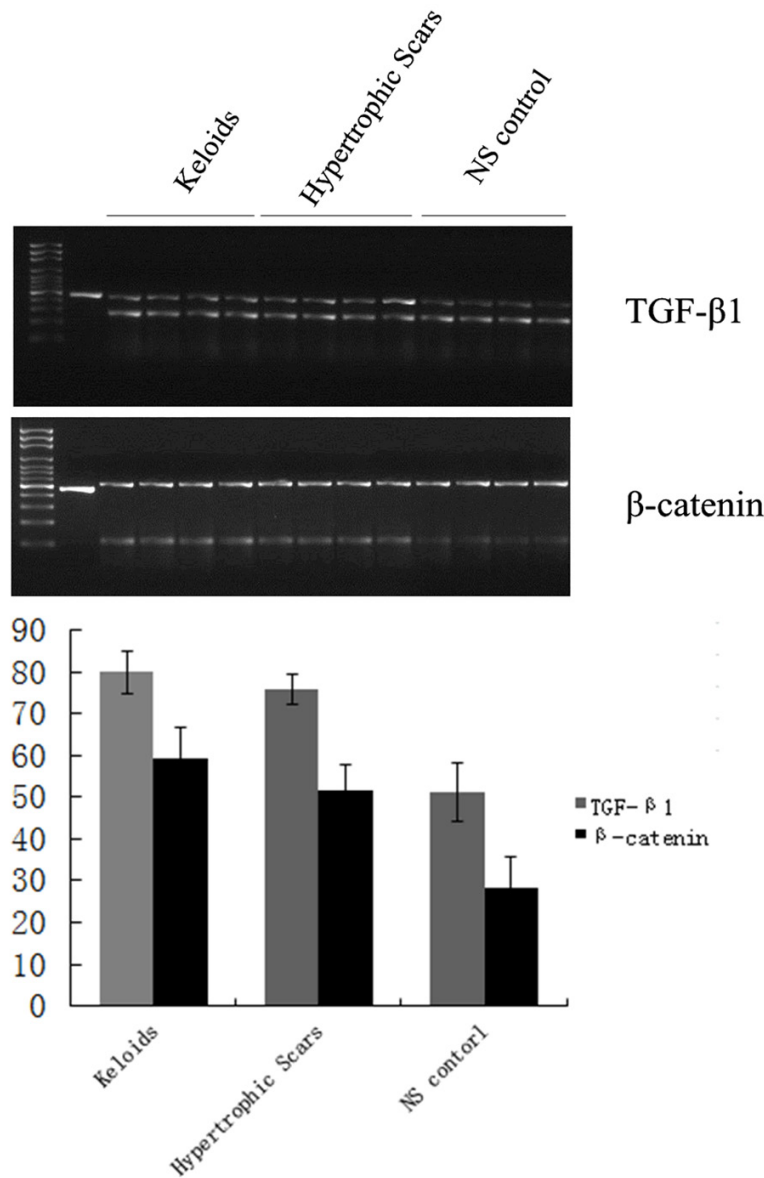 Keloids
Hypertrophic Scars
NS control
TGF-β1
β-catenin
90
80
70
60
50
40
30
20
10
0
TGF-β1
β-catenin
Keloids
Hypertrophic Scars
NS contorl